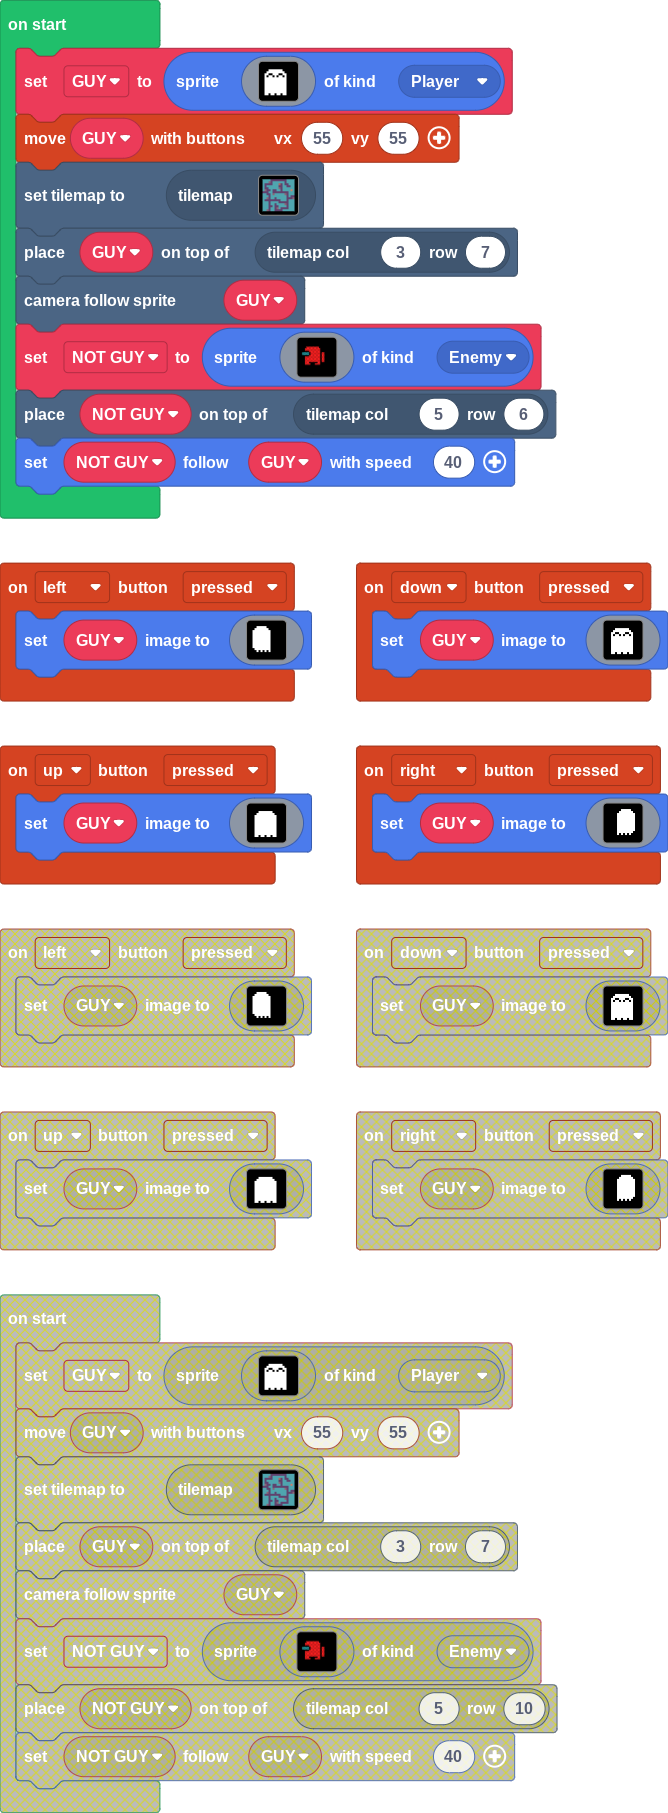 on start
set GUY to sprite of kind Player
move GUY with buttons vx 55 vy 55
set tilemap to tilemap
place GUY on top of tilemap col 3 row 7
camera follow sprite GUY
set NOT GUY to sprite of kind Enemy
place NOT GUY on top of tilemap col 5 row 6
set NOT GUY follow GUY with speed 40
on left button pressed
set GUY image to
on down button pressed
set GUY image to
on up button pressed
set GUY image to
on right button pressed
set GUY image to
on left button pressed
set GUY image to
on down button pressed
set GUY image to
on up button pressed
set GUY image to
on right button pressed
set GUY image to
on start
set GUY to sprite of kind Player
move GUY with buttons vx 55 vy 55
set tilemap to tilemap
place GUY on top of tilemap col 3 row 7
camera follow sprite GUY
set NOT GUY to sprite of kind Enemy
place NOT GUY on top of tilemap col 5 row 10
set NOT GUY follow GUY with speed 40